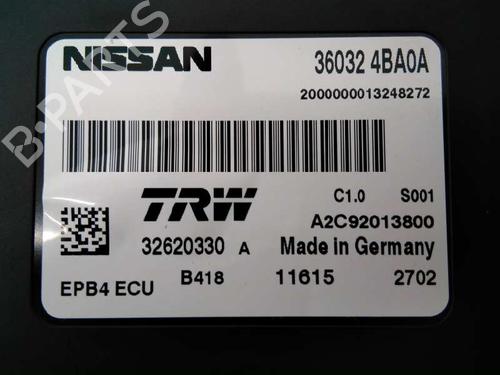 NISSAN 36032 4BA0A
2000000013248272
TRW C1.0 S001
A2C92013800
32620330 A Made in Germany
EPB4 ECU B418 11615 2702
B-PARTS